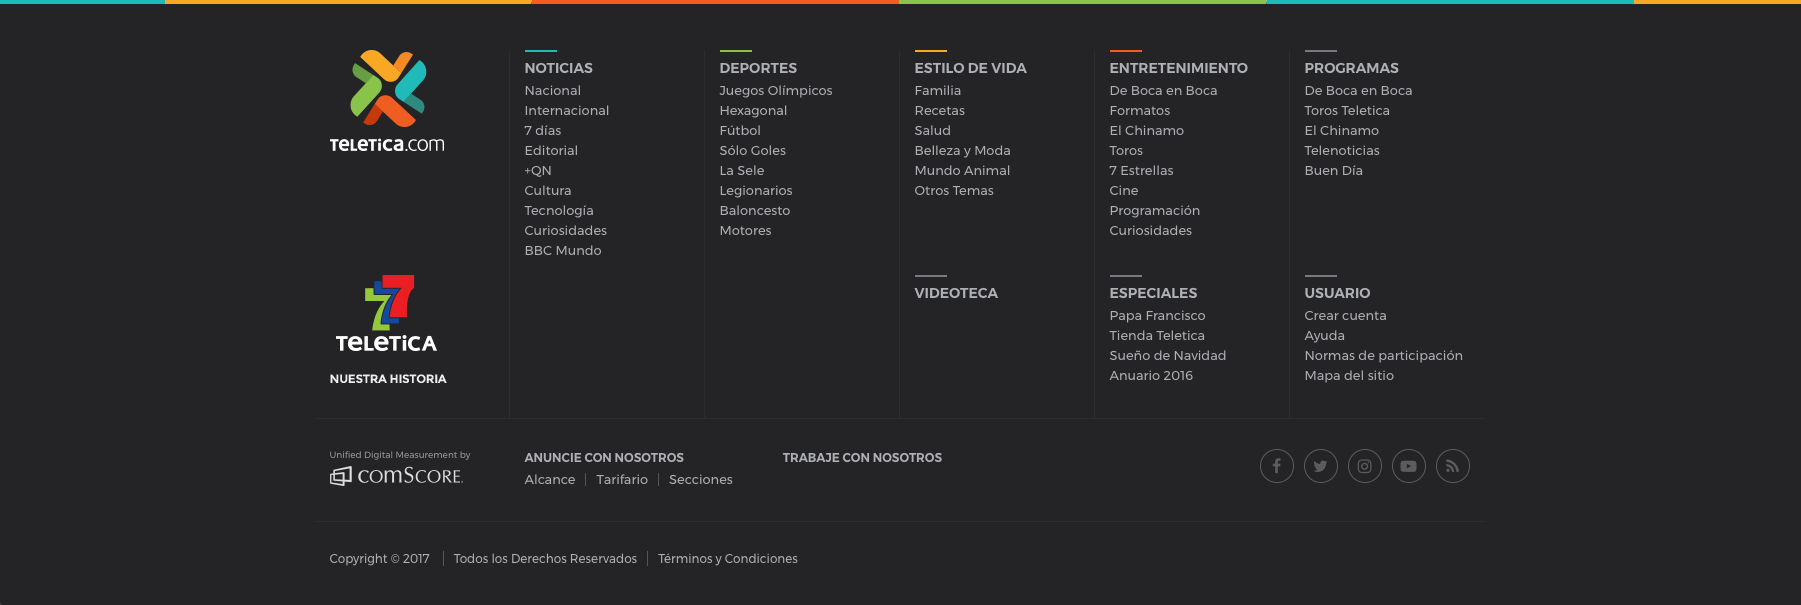 TELETICA.com
NOTICIAS
Nacional
Internacional
7 días
Editorial
+QN
Cultura
Tecnología
Curiosidades
BBC Mundo
DEPORTES
Juegos Olímpicos
Hexagonal
Fútbol
Sólo Goles
La Sele
Legionarios
Baloncesto
Motores
ESTILO DE VIDA
Familia
Recetas
Salud
Belleza y Moda
Mundo Animal
Otros Temas
ENTRETENIMIENTO
De Boca en Boca
Formatos
El Chinamo
Toros
7 Estrellas
Cine
Programación
Curiosidades
PROGRAMAS
De Boca en Boca
Toros Teletica
El Chinamo
Telenoticias
Buen Día
777
TELETICA
NUESTRA HISTORIA
VIDEOTECA
ESPECIALES
Papa Francisco
Tienda Teletica
Sueño de Navidad
Anuario 2016
USUARIO
Crear cuenta
Ayuda
Normas de participación
Mapa del sitio
Unified Digital Measurement by
comSCORE.
ANUNCIE CON NOSOTROS
Alcance | Tarifario | Secciones
TRABAJE CON NOSOTROS
Copyright © 2017 | Todos los Derechos Reservados | Términos y Condiciones